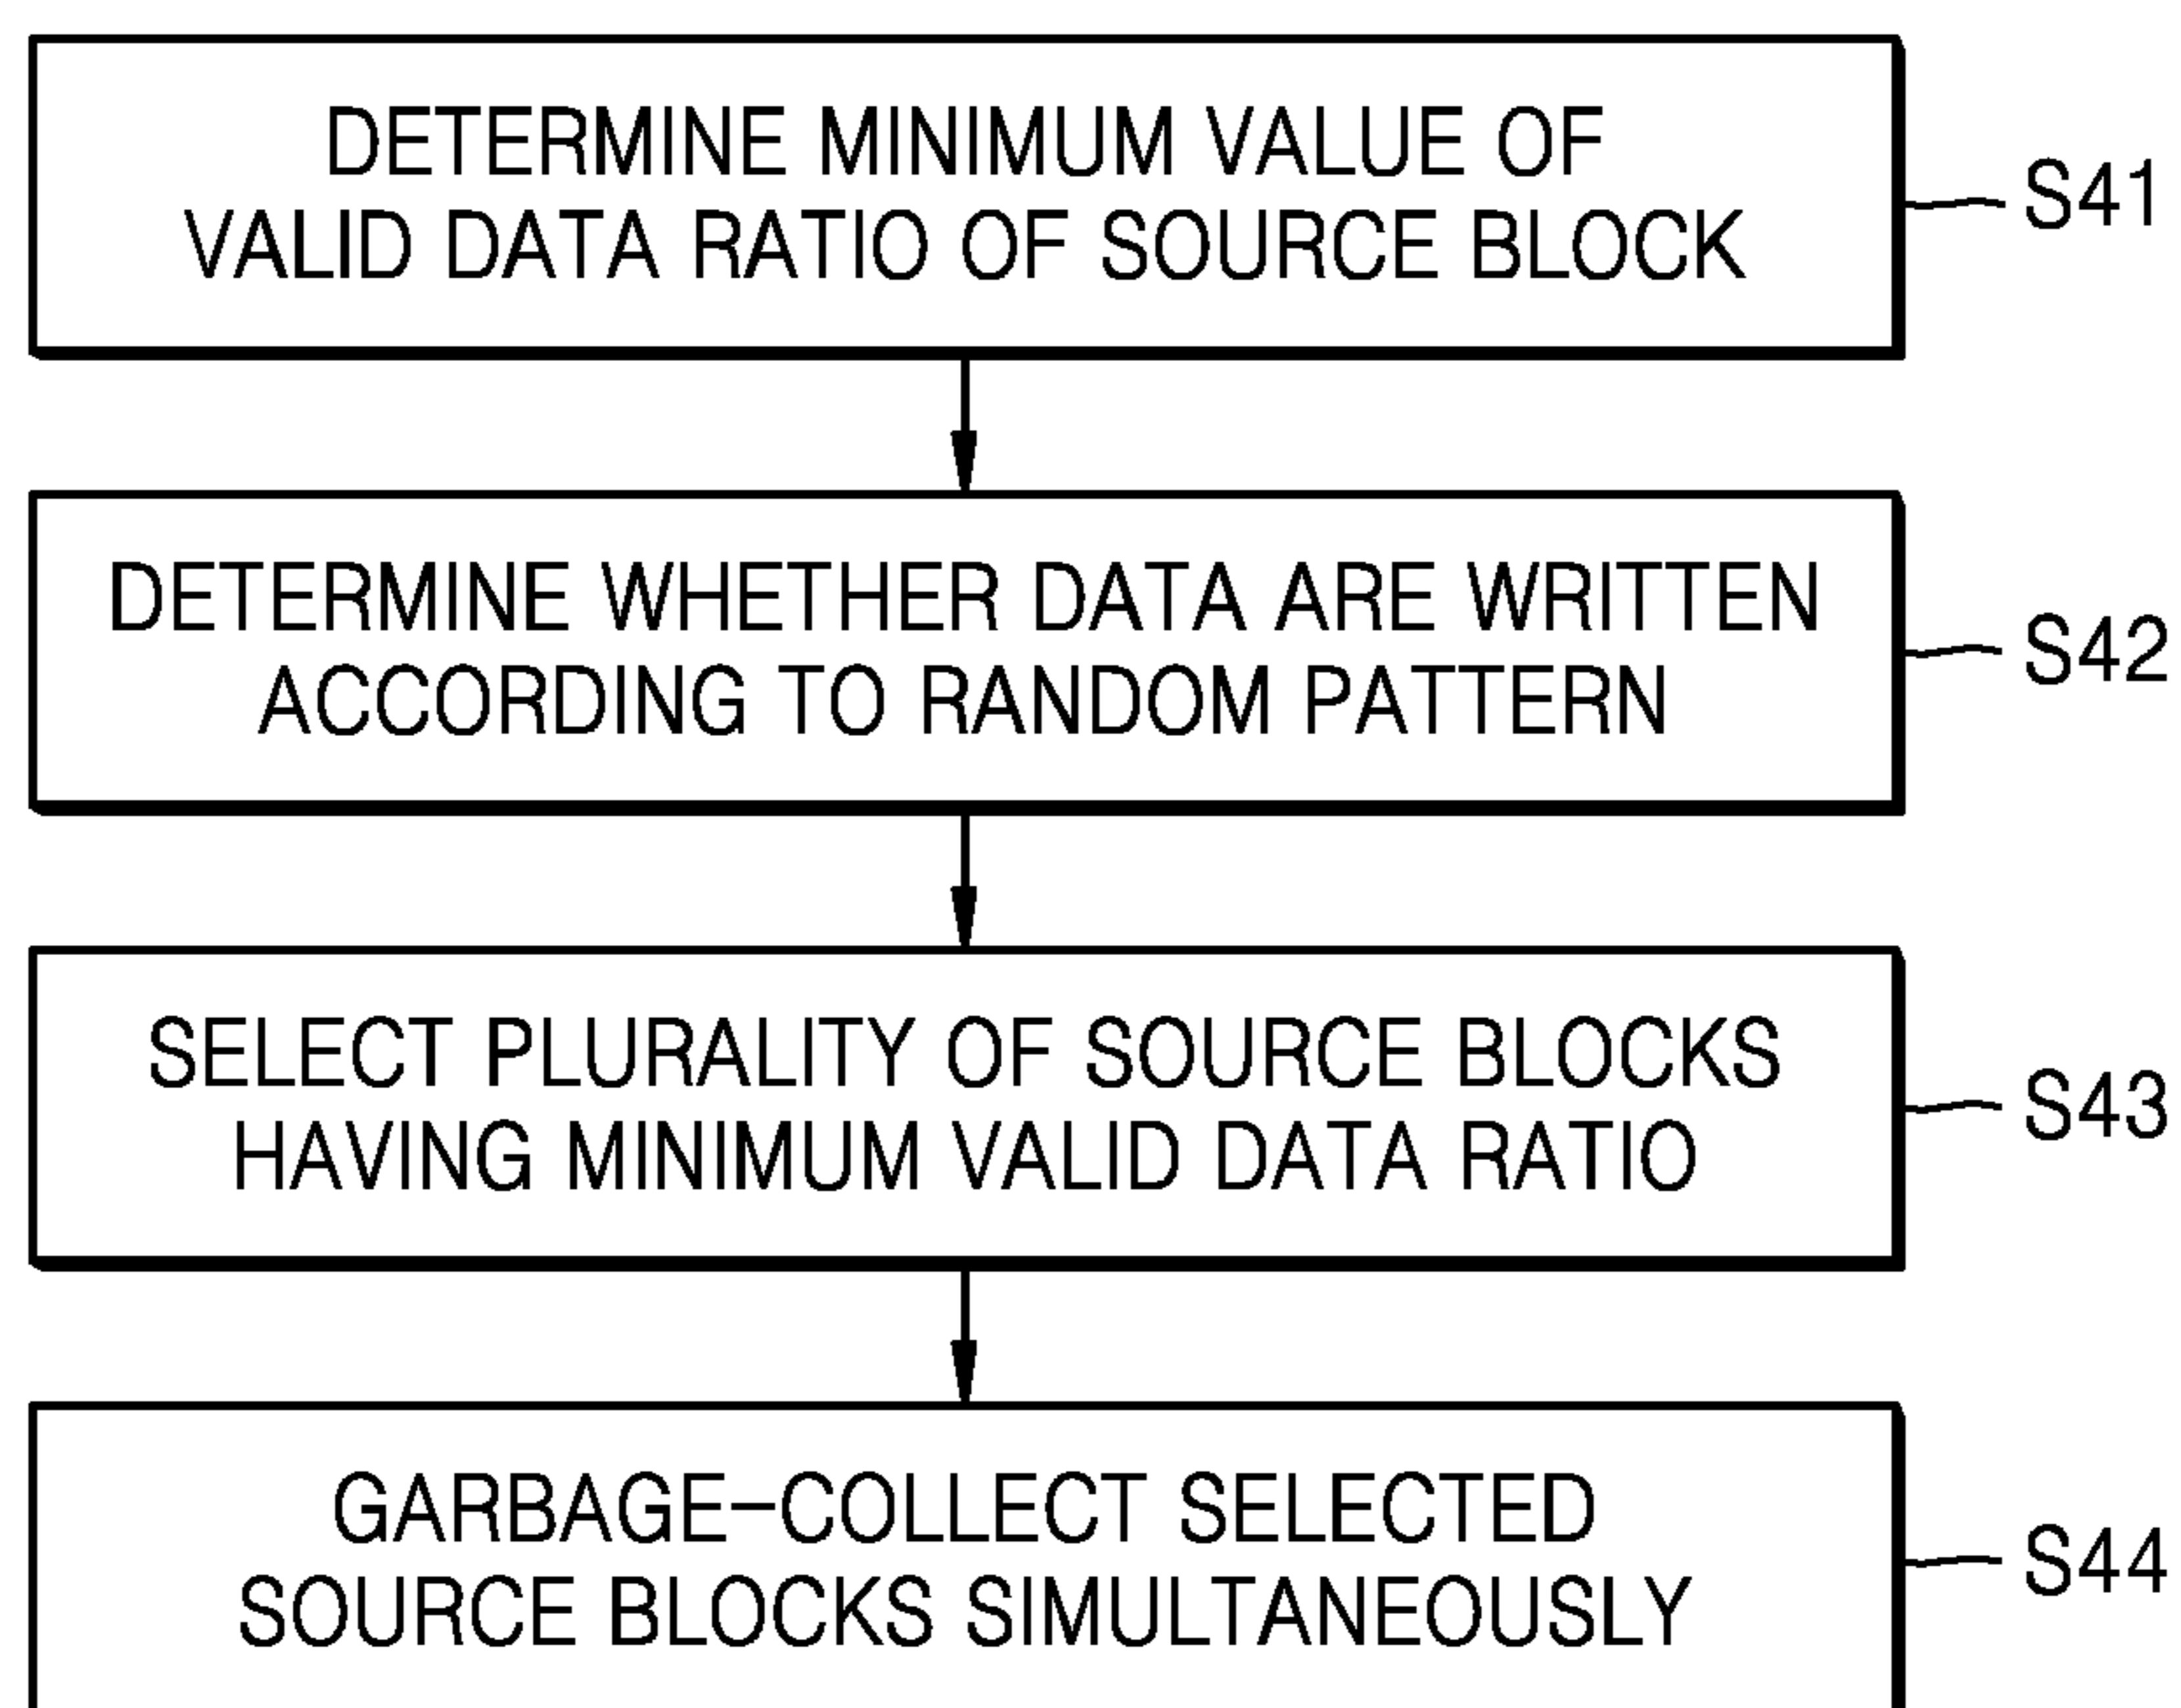 DETERMINE MINIMUM VALUE OF
VALID DATA RATIO OF SOURCE BLOCK
S41
DETERMINE WHETHER DATA ARE WRITTEN
ACCORDING TO RANDOM PATTERN
S42
SELECT PLURALITY OF SOURCE BLOCKS
HAVING MINIMUM VALID DATA RATIO
S43
GARBAGE-COLLECT SELECTED
SOURCE BLOCKS SIMULTANEOUSLY
S44